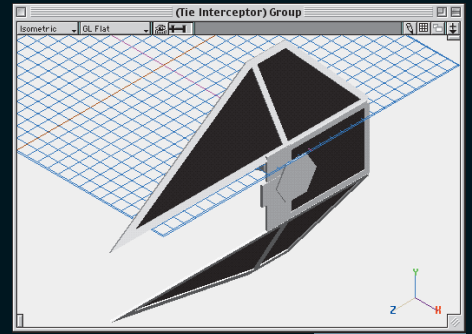 (Tie Interceptor) Group
Isometric GL Flat
Y
Z X